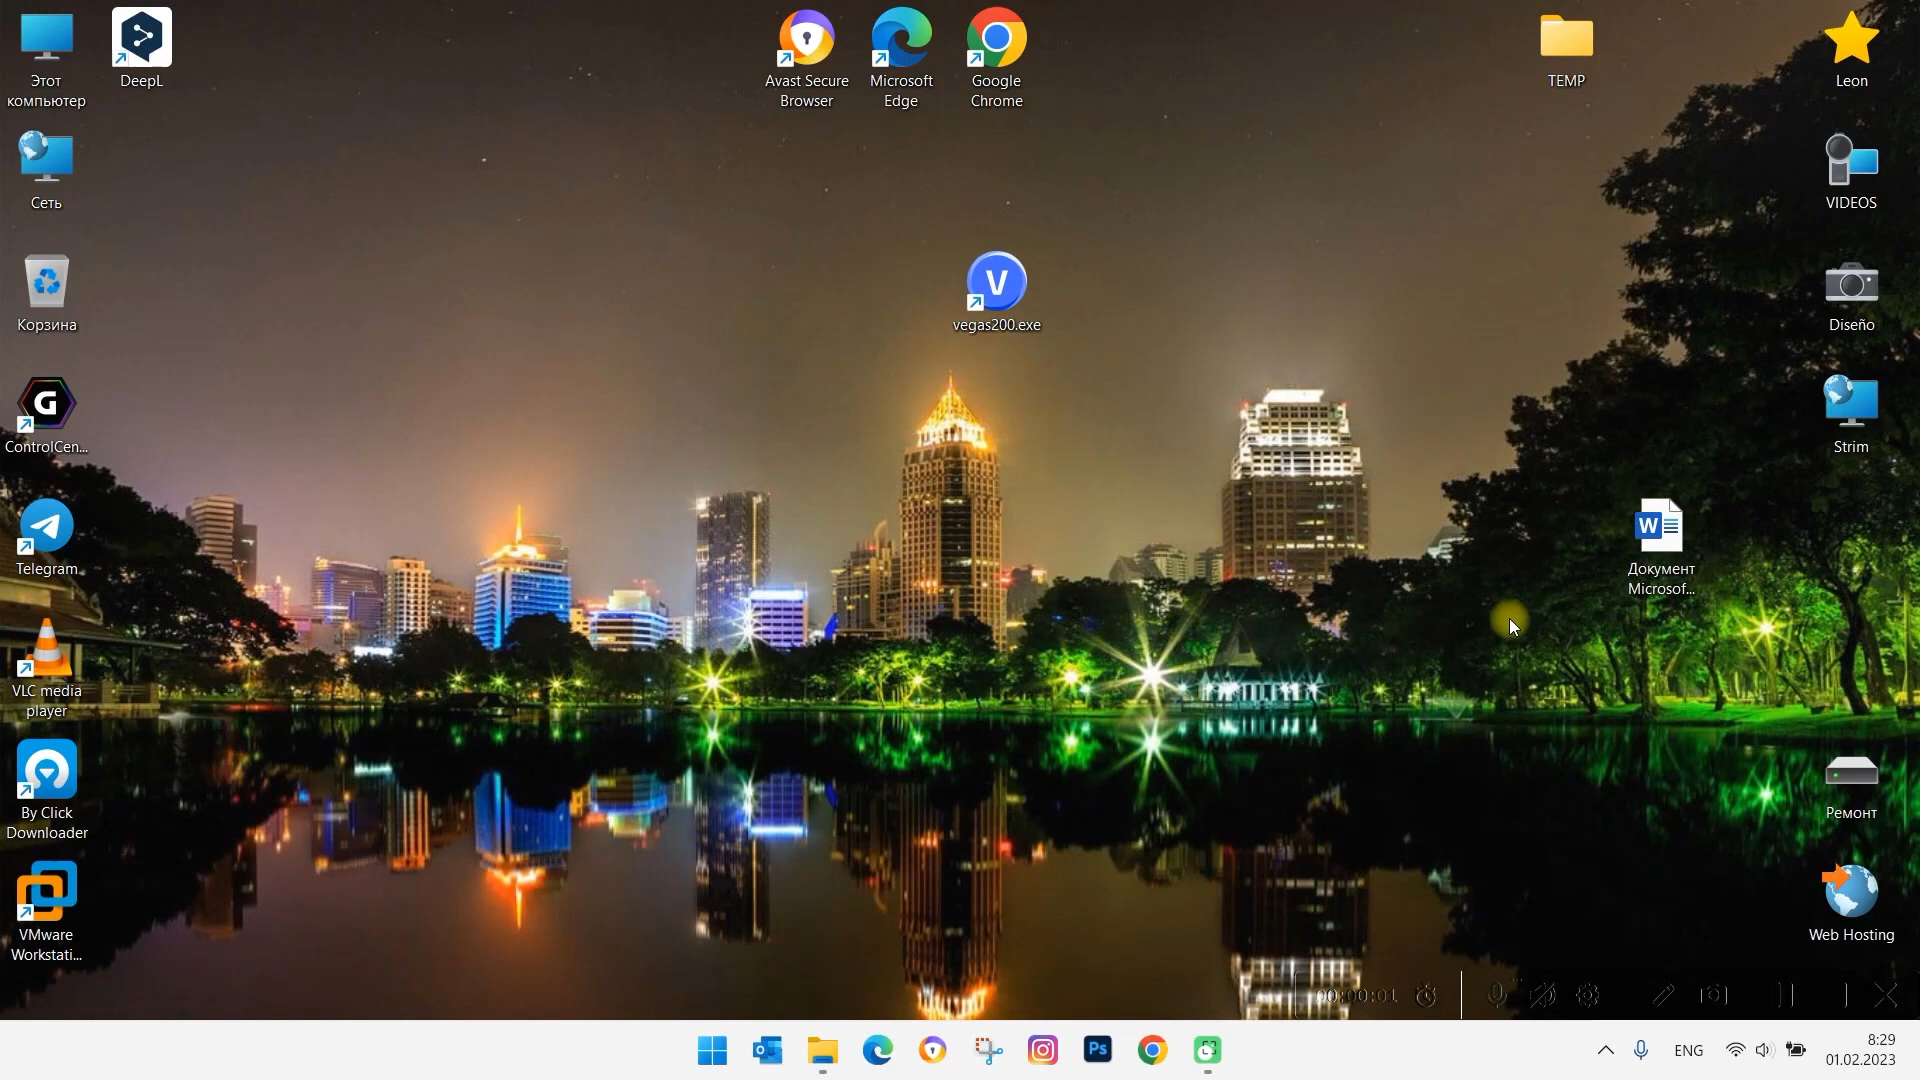 Этот
компьютер
DeepL
Avast Secure
Browser
Microsoft
Edge
Google
Chrome
TEMP
Leon
Сеть
VIDEOS
Корзина
V
vegas200.exe
Diseño
G
ControlCen...
Strim
Telegram
W
Документ
Microsof...
VLC media
player
By Click
Downloader
Ремонт
VMware
Workstati...
Web Hosting
00:00:01
Ps
ENG
8:29
01.02.2023